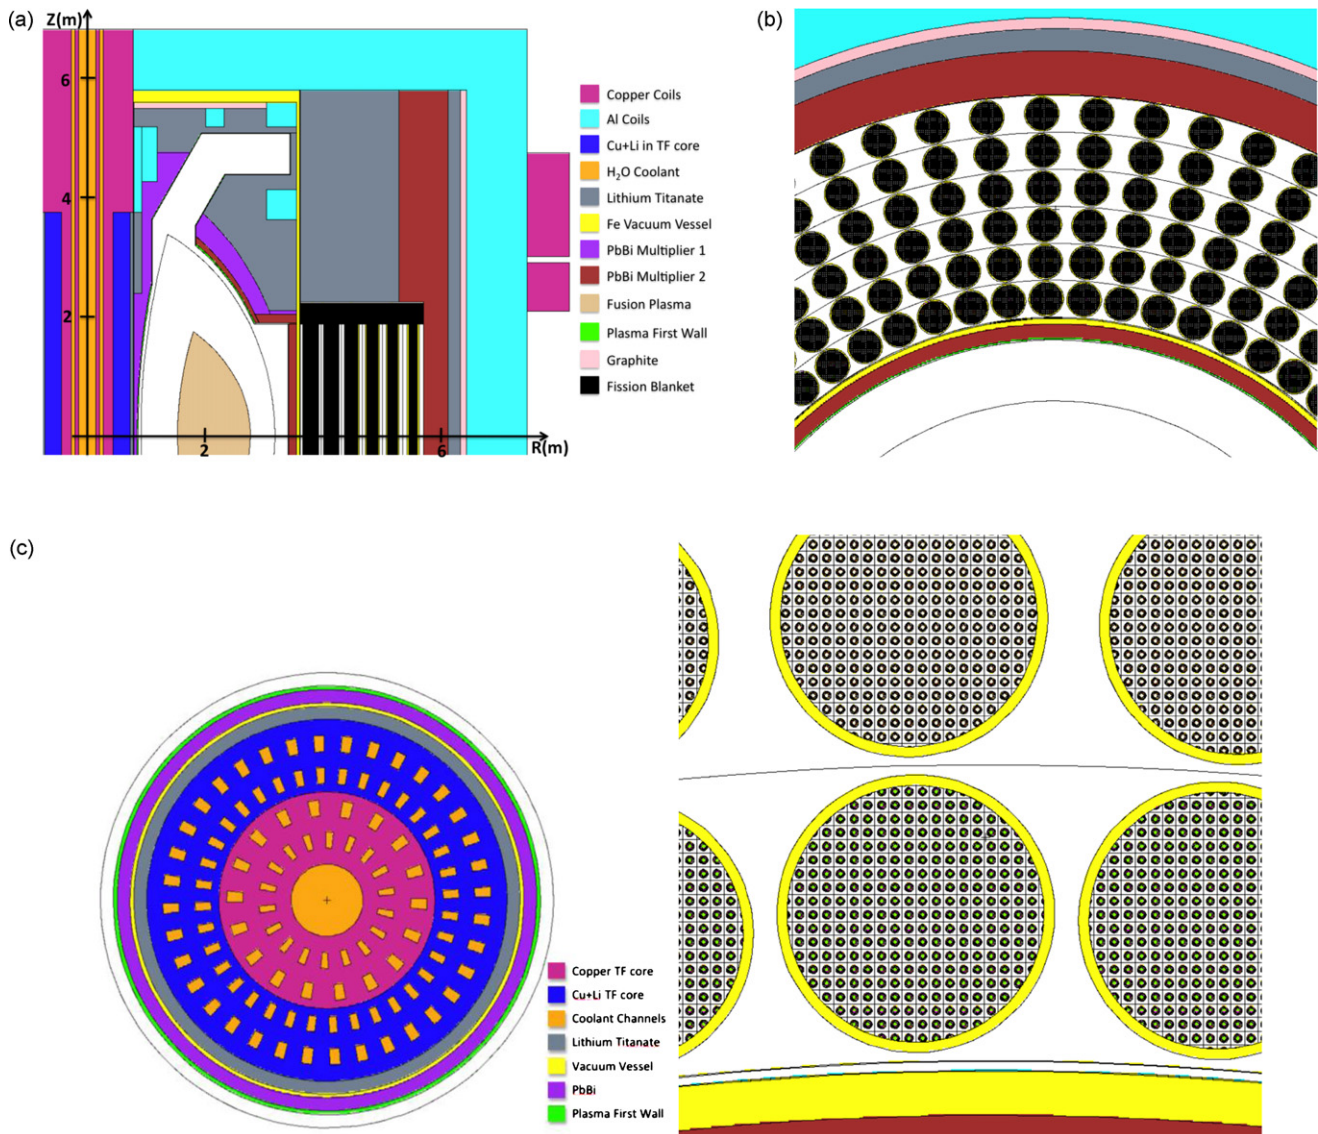 (a)
Z(m)
6
4
2
2
6
R(m)
Copper Coils
Al Coils
Cu+Li in TF core
H₂O Coolant
Lithium Titanate
Fe Vacuum Vessel
PbBi Multiplier 1
PbBi Multiplier 2
Fusion Plasma
Plasma First Wall
Graphite
Fission Blanket
(b)
(c)
Copper TF core
Cu+Li TF core
Coolant Channels
Lithium Titanate
Vacuum Vessel
PbBi
Plasma First Wall